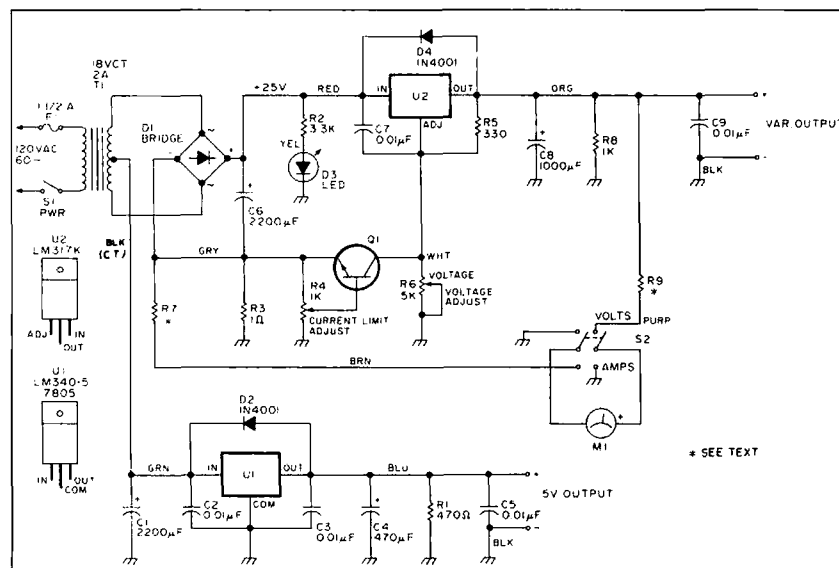 18VCT
2A
T1
1 1/2 A
F1
120VAC
60~
S1
PWR
D1
BRIDGE
~
-
+
~
+25V
RED
R2
3.3K
YEL
D3
LED
+
C6
2200µF
D4
1N4001
IN
U2
OUT
ADJ
C7
0.01µF
R5
330
ORG
+
C8
1000µF
R8
1K
C9
0.01µF
+
VAR. OUTPUT
-
BLK
BLK
(CT)
GRY
Q1
WHT
R7
*
R3
1Ω
R4
1K
CURRENT LIMIT
ADJUST
R6
5K
VOLTAGE
VOLTAGE
ADJUST
R9
*
VOLTS
PURP
S2
BRN
AMPS
+
M1
U2
LM317K
ADJ
IN
OUT
U1
LM340-5
7805
IN
OUT
COM
D2
1N4001
GRN
IN
U1
OUT
COM
BLU
+
C1
2200µF
C2
0.01µF
C3
0.01µF
+
C4
470µF
R1
470Ω
C5
0.01µF
+
5V OUTPUT
-
BLK
* SEE TEXT